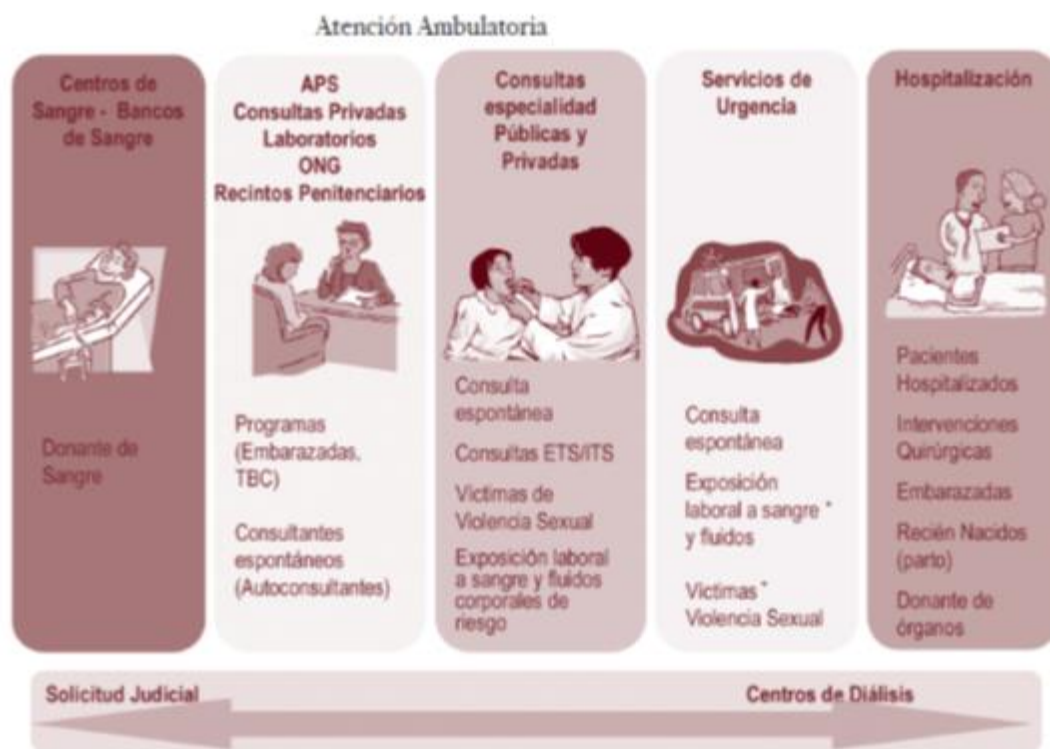 Atención Ambulatoria
Centros de
Sangre - Bancos
de Sangre
Donante de
Sangre
APS
Consultas Privadas
Laboratorios
ONG
Recintos Penitenciarios
Programas
(Embarazadas,
TBC)
Consultantes
espontáneos
(Autoconsultantes)
Consultas
especialidad
Públicas y
Privadas
Consulta
espontánea
Consultas ETS/ITS
Victimas de
Violencia Sexual
Exposición laboral
a sangre y fluidos
corporales de
riesgo
Servicios de
Urgencia
Consulta
espontánea
Exposición
laboral a sangre *
y fluidos
Victimas *
Violencia Sexual
Hospitalización
Pacientes
Hospitalizados
Intervenciones
Quirúrgicas
Embarazadas
Recién Nacidos
(parto)
Donante de
órganos
Solicitud Judicial
Centros de Diálisis